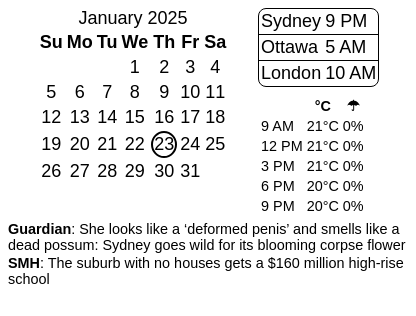 January 2025
Su Mo Tu We Th Fr Sa
1 2 3 4
5 6 7 8 9 10 11
12 13 14 15 16 17 18
19 20 21 22 23 24 25
26 27 28 29 30 31
Sydney 9 PM
Ottawa 5 AM
London 10 AM
°C ☂
9 AM 21°C 0%
12 PM 21°C 0%
3 PM 21°C 0%
6 PM 20°C 0%
9 PM 20°C 0%
Guardian: She looks like a ‘deformed penis’ and smells like a
dead possum: Sydney goes wild for its blooming corpse flower
SMH: The suburb with no houses gets a $160 million high-rise
school